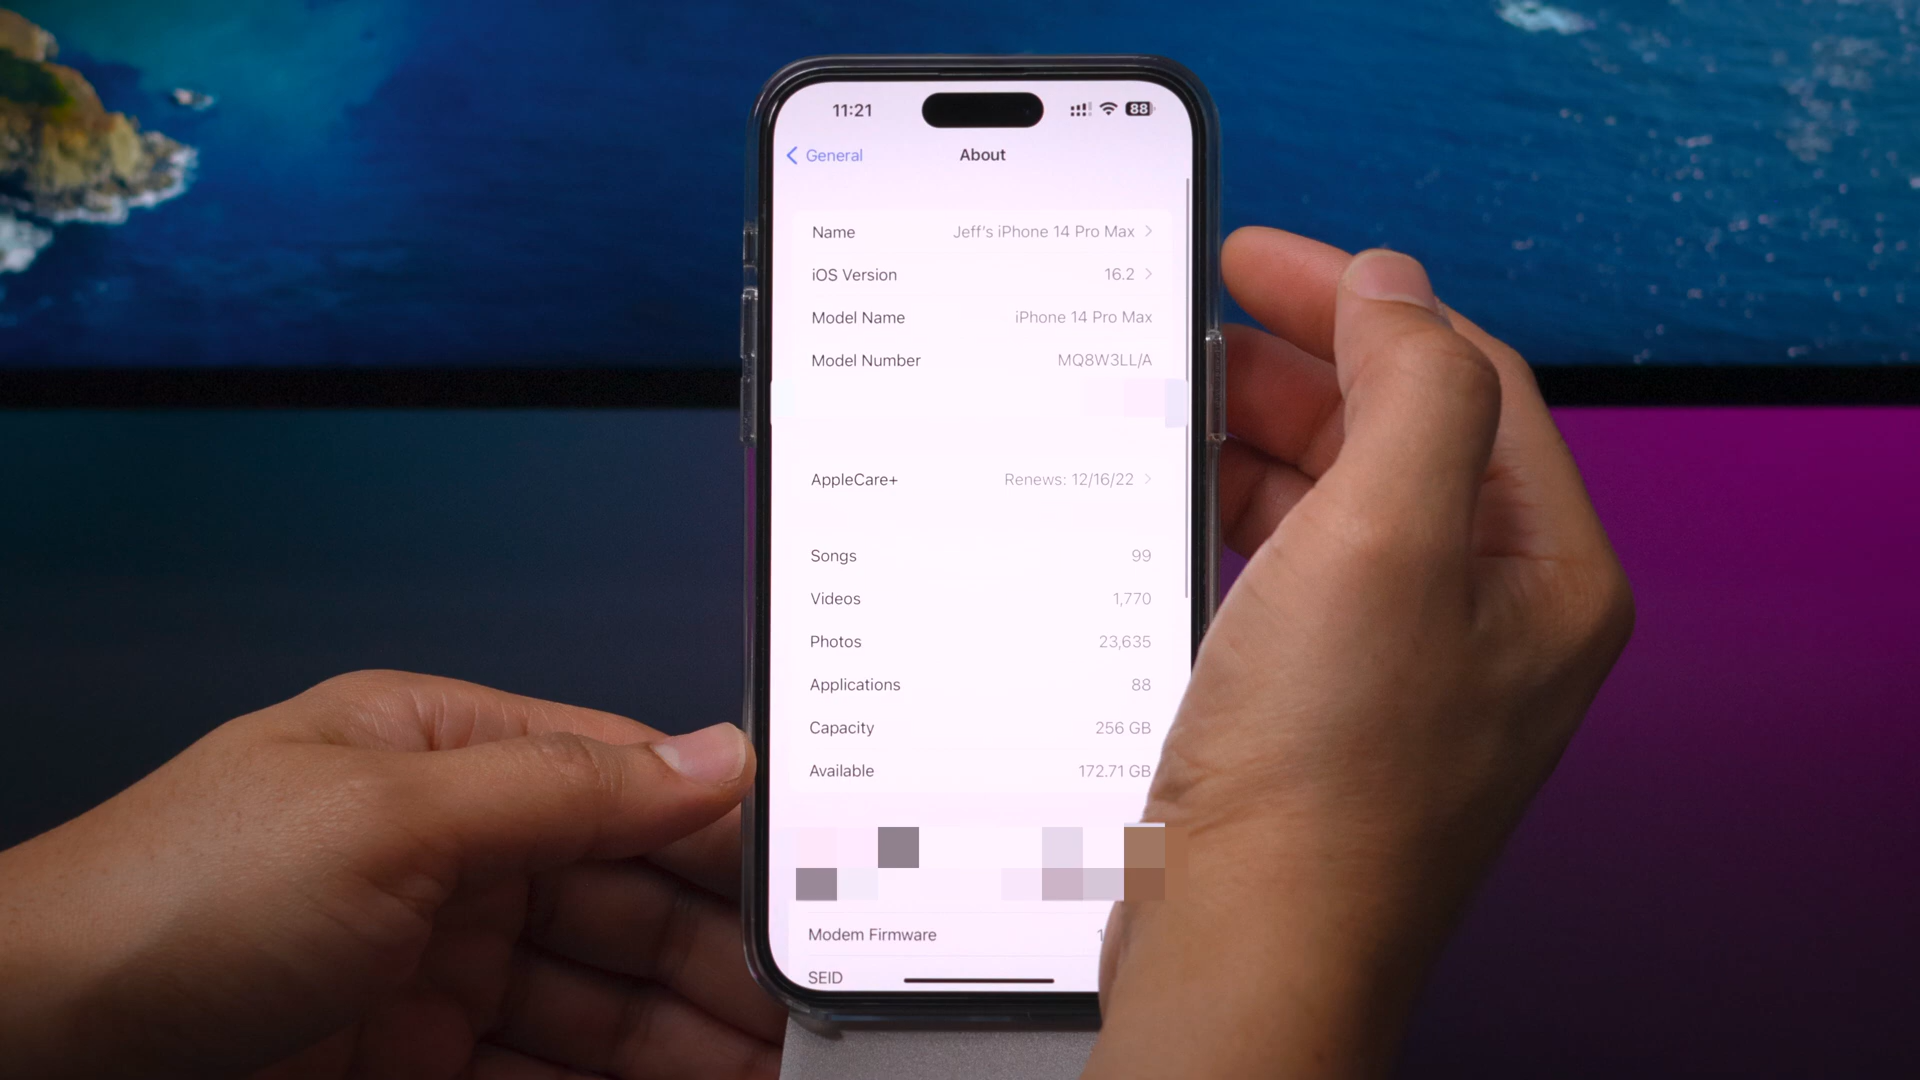 11:21 88
General About
Name Jeff's iPhone 14 Pro Max
iOS Version 16.2
Model Name iPhone 14 Pro Max
Model Number MQ8W3LL/A
AppleCare+ Renews: 12/16/22
Songs 99
Videos 1,770
Photos 23,635
Applications 88
Capacity 256 GB
Available 172.71 GB
Modem Firmware
SEID